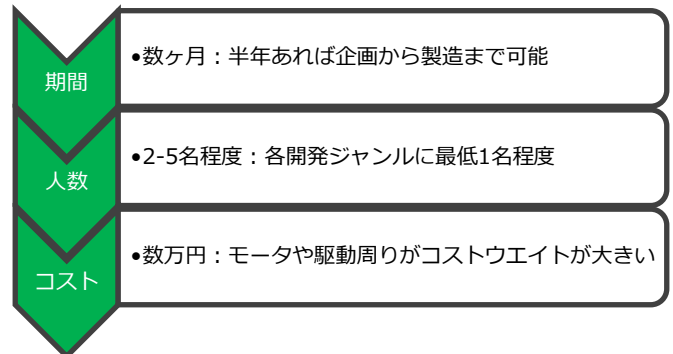 期間
•数ヶ月：半年あれば企画から製造まで可能
人数
•2-5名程度：各開発ジャンルに最低1名程度
コスト
•数万円：モータや駆動周りがコストウエイトが大きい